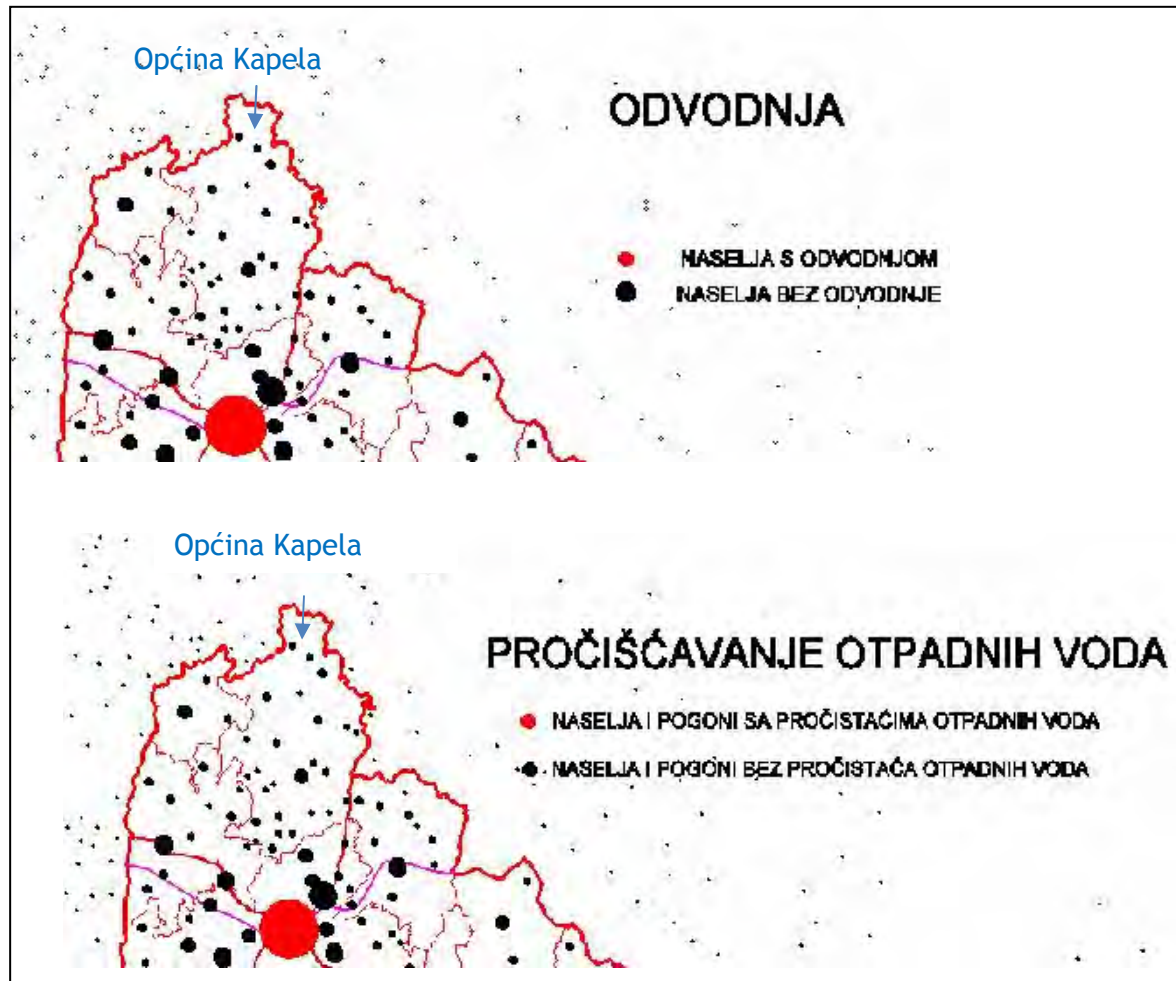 Općina Kapela
ODVODNJA
NASELJA S ODVODNJOM
NASELJA BEZ ODVODNJE
Općina Kapela
PROČIŠĆAVANJE OTPADNIH VODA
NASELJA I POGONI SA PROČISTAČIMA OTPADNIH VODA
NASELJA I POGONI BEZ PROČISTAČA OTPADNIH VODA